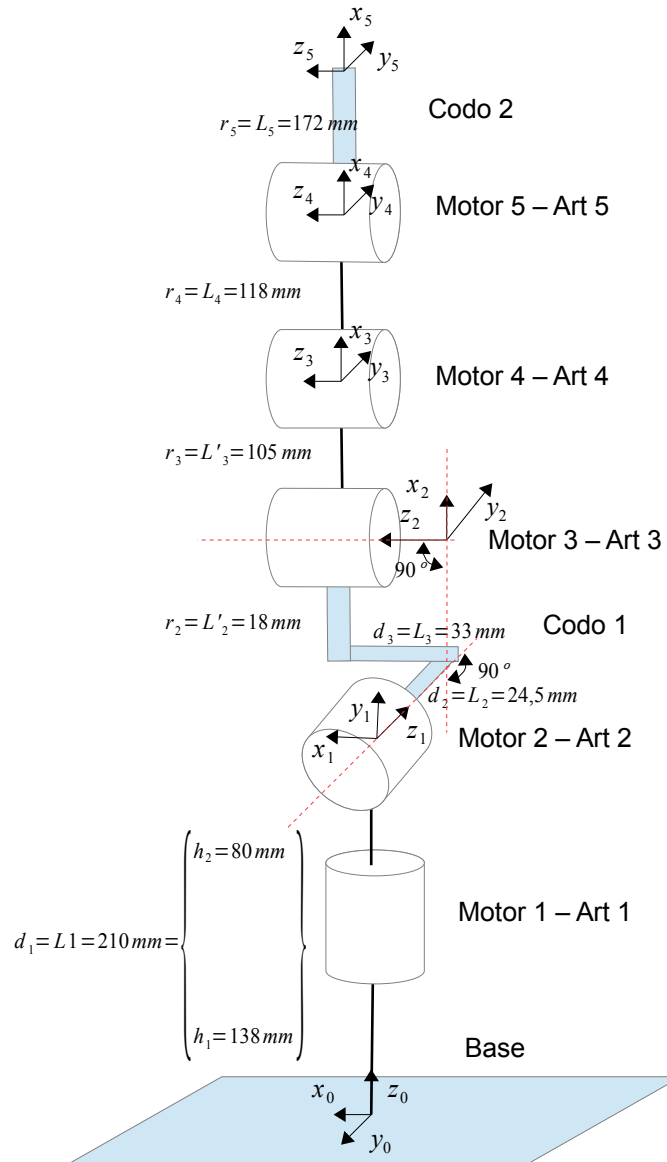 x₅
z₅
y₅
Codo 2
r₅=L₅=172 mm
x₄
z₄
y₄
Motor 5 – Art 5
r₄=L₄=118 mm
x₃
z₃
y₃
Motor 4 – Art 4
r₃=L'₃=105 mm
x₂
z₂
y₂
Motor 3 – Art 3
90º
r₂=L'₂=18 mm
d₃=L₃=33 mm
Codo 1
90º
d₂=L₂=24,5 mm
y₁
z₁
x₁
Motor 2 – Art 2
h₂=80 mm
Motor 1 – Art 1
d₁=L1=210 mm=
h₁=138 mm
Base
x₀
z₀
y₀